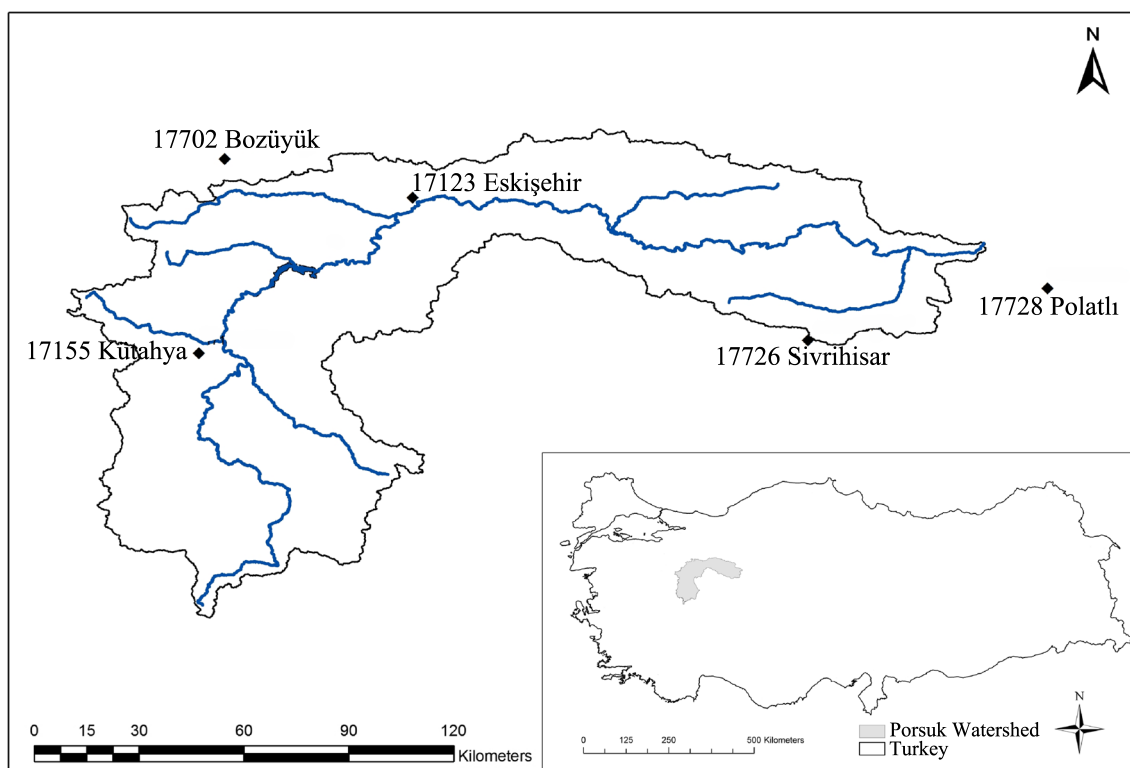 N
17702 Bozüyük
17123 Eskişehir
17728 Polatlı
17155 Kütahya
17726 Sivrihisar
0 15 30 60 90 120
Kilometers
N
Porsuk Watershed
Turkey
0 125 250 500 Kilometers